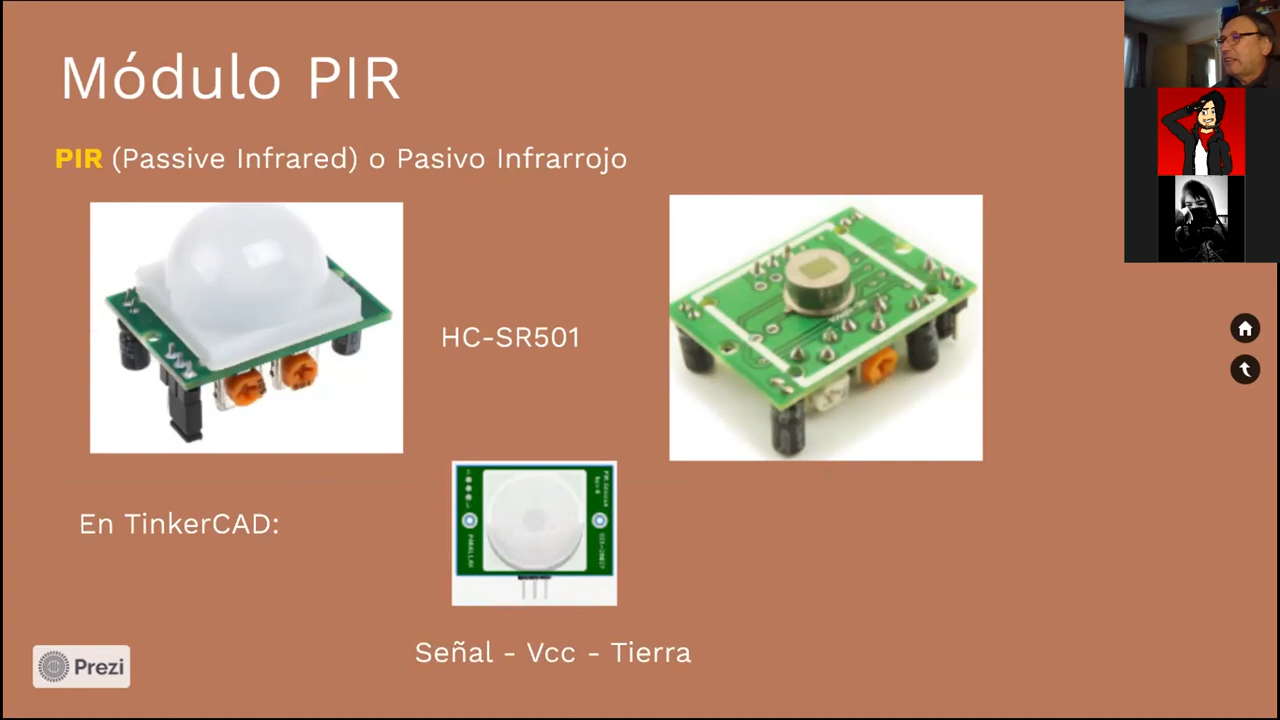 Módulo PIR
PIR (Passive Infrared) o Pasivo Infrarrojo
HC-SR501
En TinkerCAD:
Señal - Vcc - Tierra
Prezi